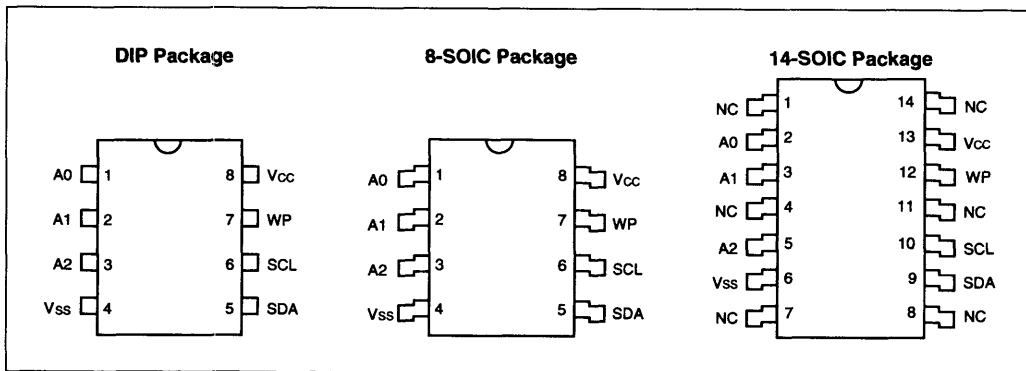 DIP Package
A0 1 8 Vcc
A1 2 7 WP
A2 3 6 SCL
Vss 4 5 SDA
8-SOIC Package
A0 1 8 Vcc
A1 2 7 WP
A2 3 6 SCL
Vss 4 5 SDA
14-SOIC Package
NC 1 14 NC
A0 2 13 Vcc
A1 3 12 WP
NC 4 11 NC
A2 5 10 SCL
Vss 6 9 SDA
NC 7 8 NC